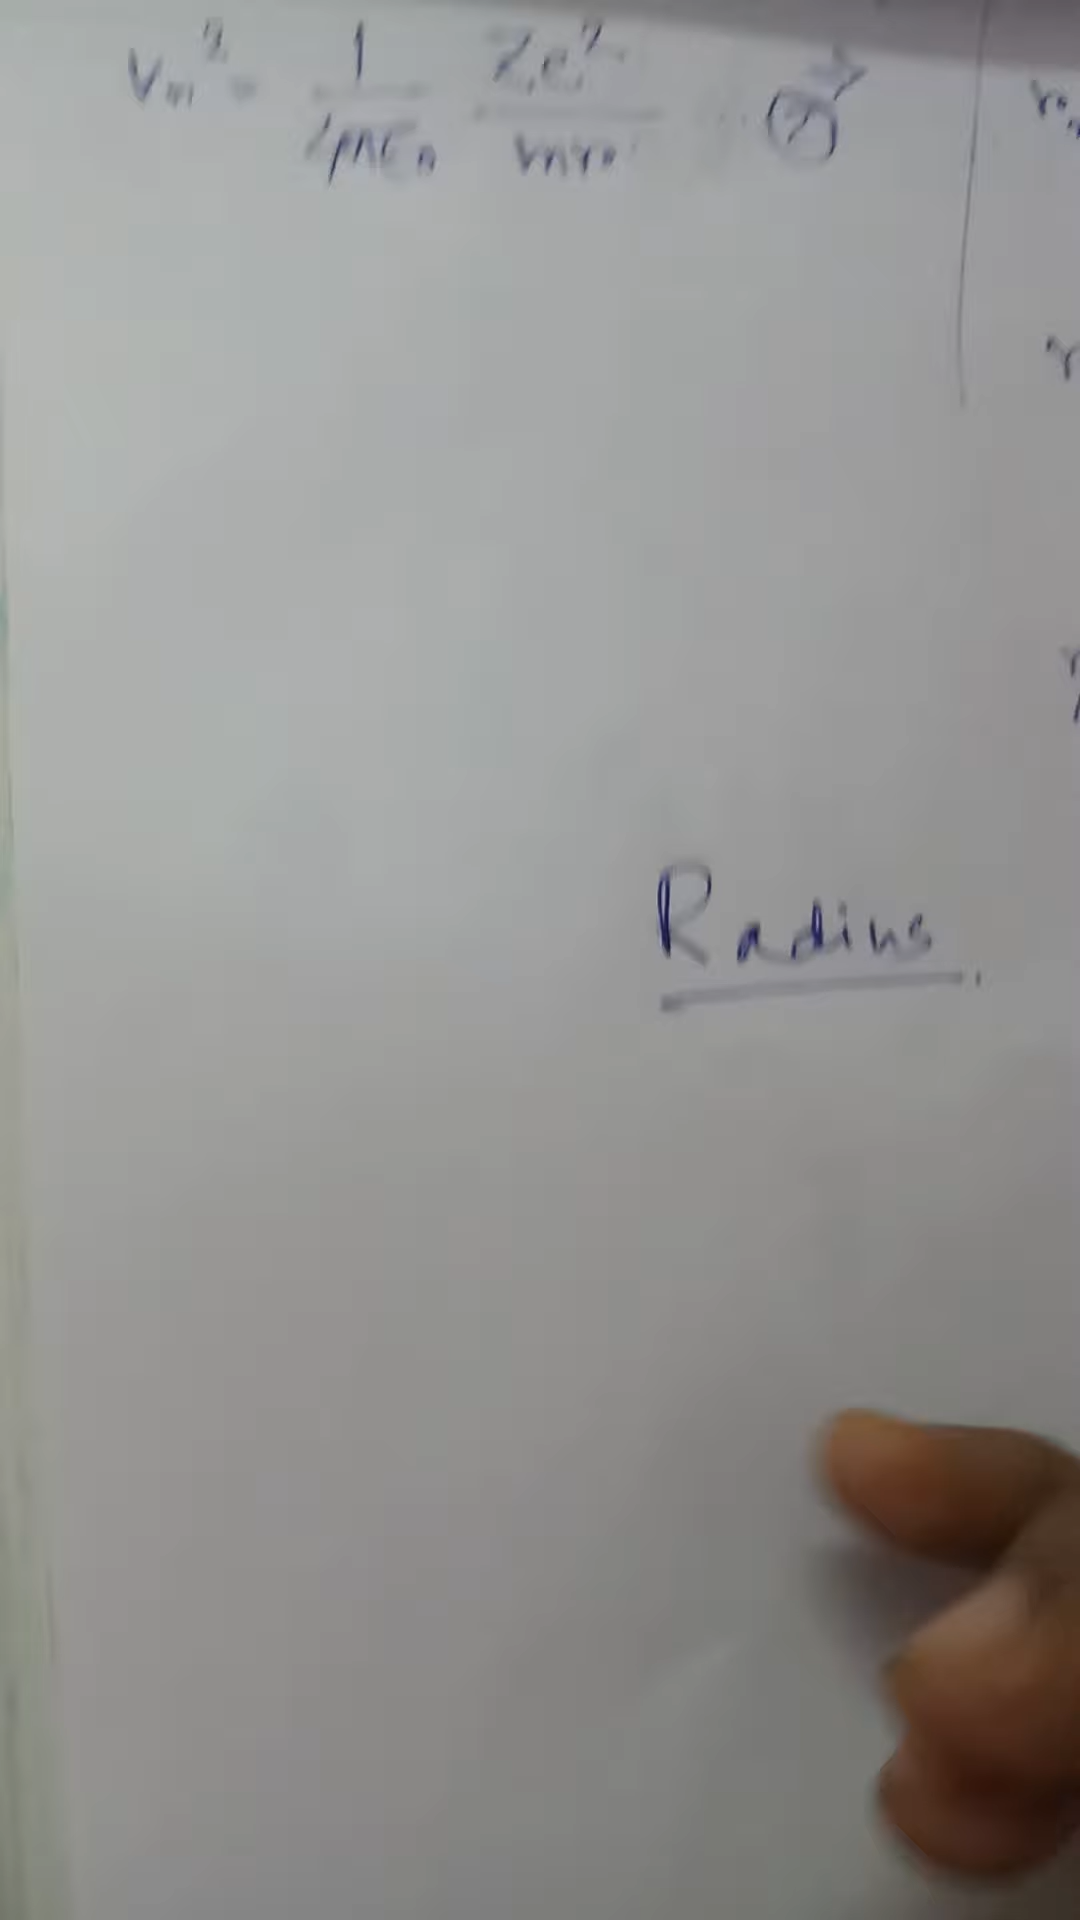 Vₙ² = 1/4πε₀ Ze²/mrₙ ②
Radius